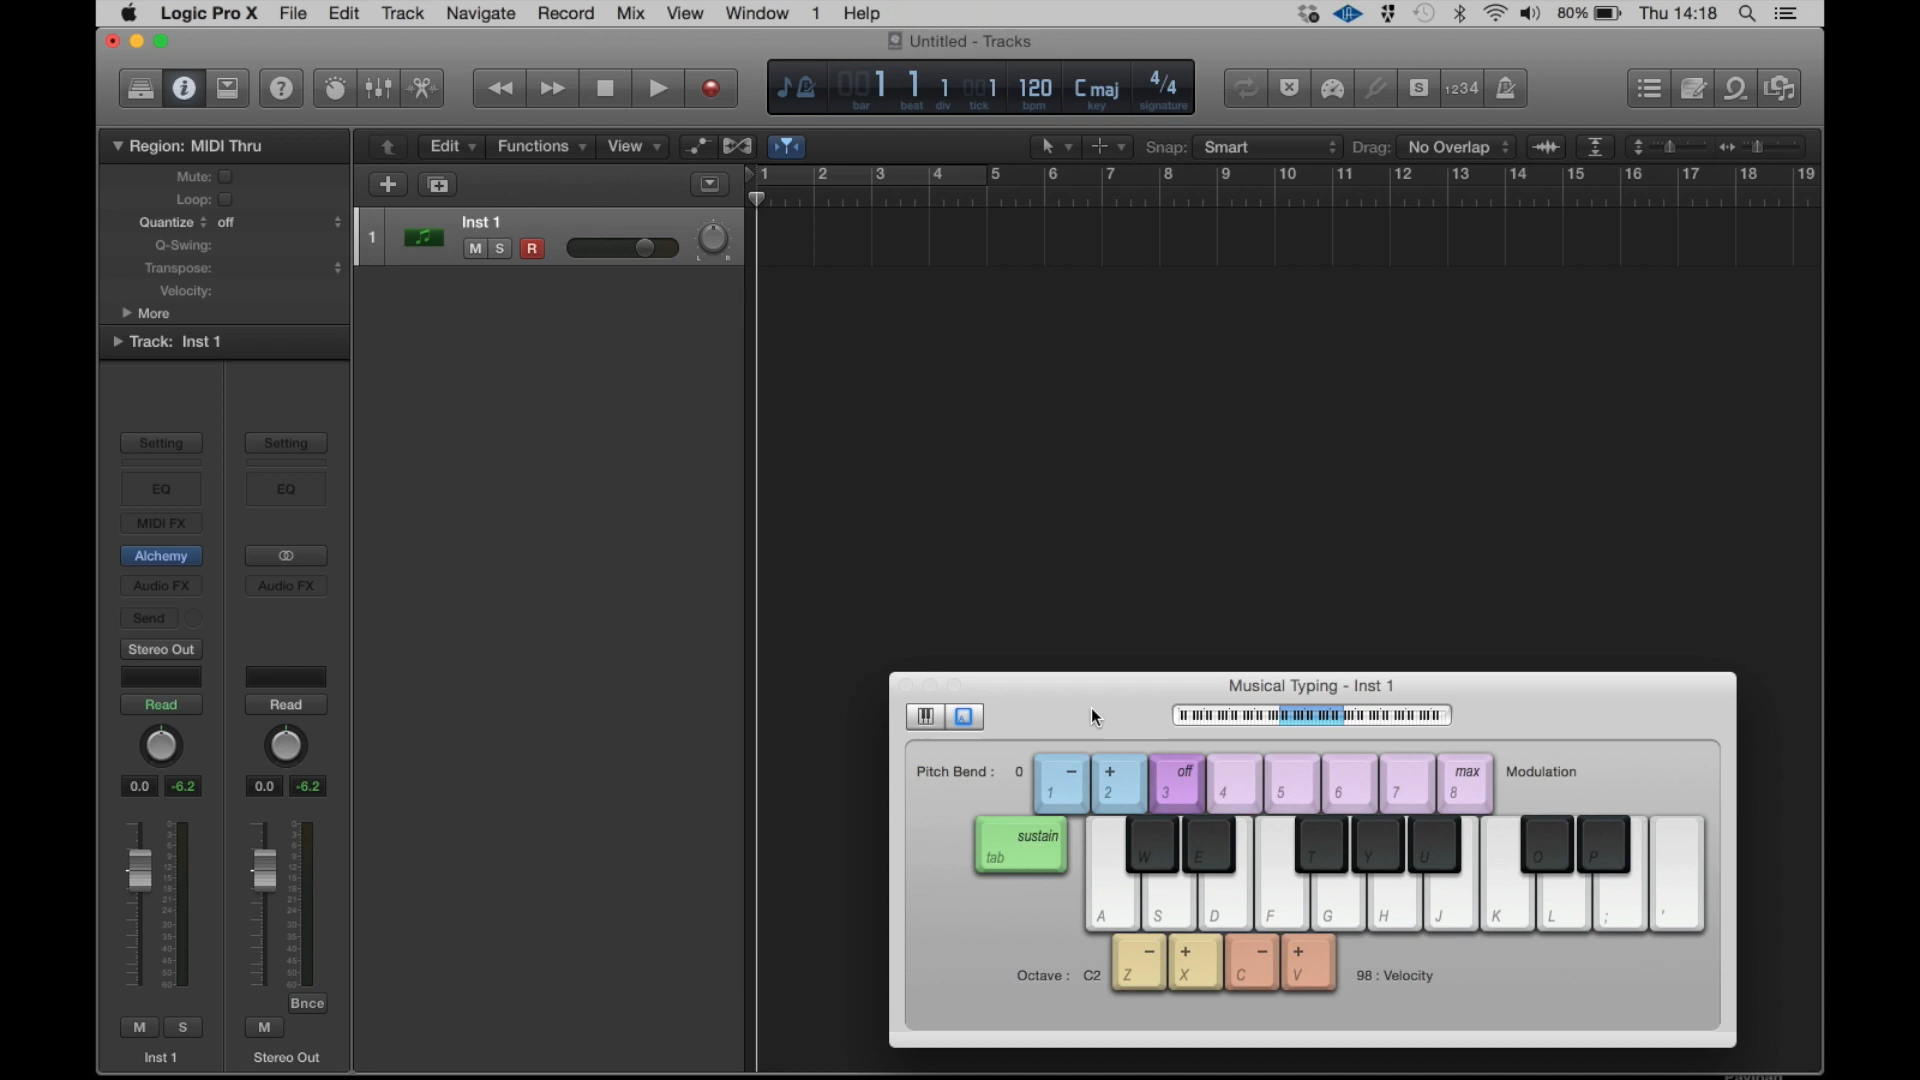 Logic Pro X File Edit Track Navigate Record Mix View Window 1 Help 80% Thu 14:18
Untitled - Tracks
001 1 1 001 120 C maj 4/4
bar beat div tick bpm key signature
S 1234
Region: MIDI Thru
Edit Functions View Snap: Smart Drag: No Overlap
Mute:
Loop:
Quantize off
Q-Swing:
Transpose:
Velocity:
More
Track: Inst 1
1 2 3 4 5 6 7 8 9 10 11 12 13 14 15 16 17 18 19
1 Inst 1
M S R
L R
Setting Setting
EQ EQ
MIDI FX
Alchemy
Audio FX Audio FX
Send
Stereo Out
Read Read
0.0 -6.2 0.0 -6.2
Bnce
M S M
Inst 1 Stereo Out
Musical Typing - Inst 1
Pitch Bend : 0 − + off max Modulation
1 2 3 4 5 6 7 8
sustain
tab
W E T Y U O P
A S D F G H J K L ; '
− + − +
Octave : C2 Z X C V 98 : Velocity